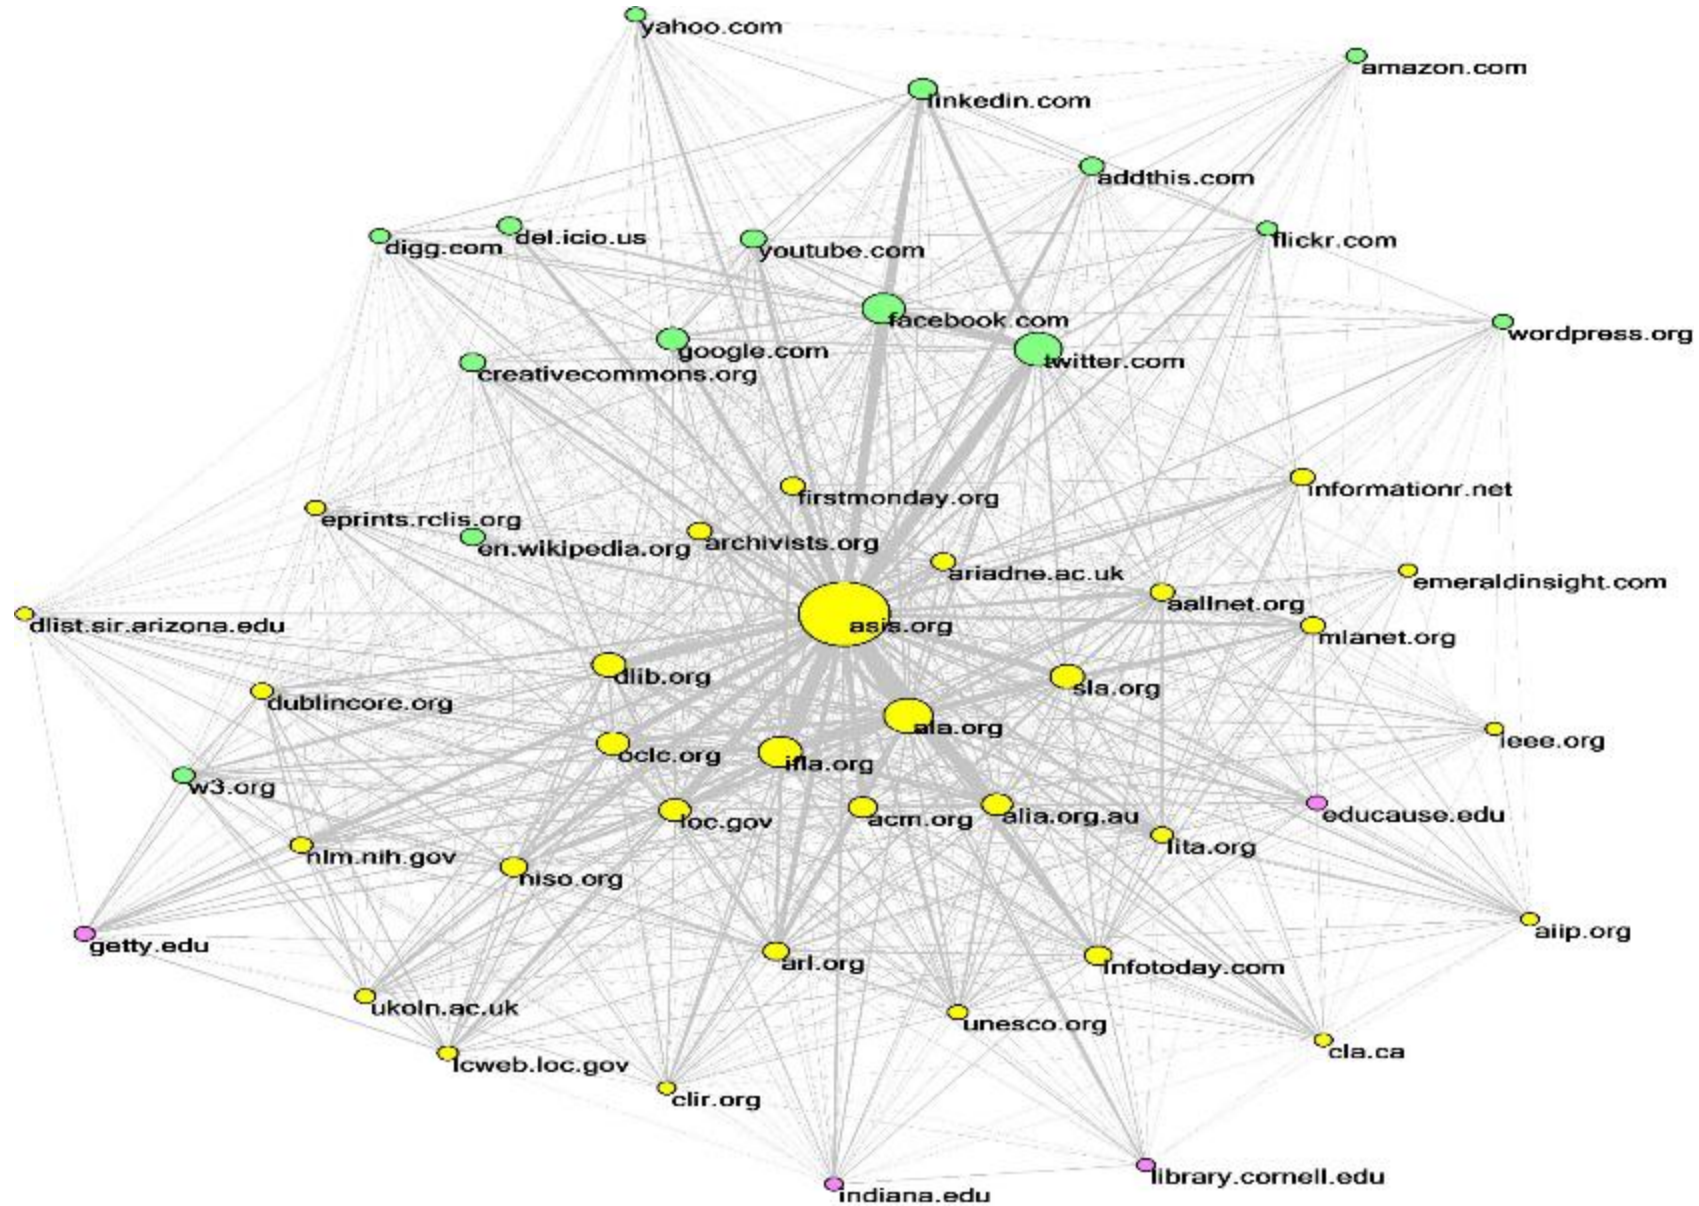 yahoo.com
amazon.com
linkedin.com
addthis.com
digg.com
del.icio.us
youtube.com
flickr.com
facebook.com
wordpress.org
google.com
twitter.com
creativecommons.org
informationr.net
firstmonday.org
eprints.rclis.org
en.wikipedia.org
archivists.org
ariadne.ac.uk
emeraldinsight.com
aallnet.org
dlist.sir.arizona.edu
asis.org
mlanet.org
dlib.org
sla.org
dublincore.org
ala.org
ieee.org
oclc.org
ifla.org
w3.org
loc.gov
acm.org
alia.org.au
educause.edu
lita.org
nlm.nih.gov
niso.org
aiip.org
getty.edu
arl.org
infotoday.com
ukoln.ac.uk
unesco.org
cla.ca
lcweb.loc.gov
clir.org
library.cornell.edu
indiana.edu